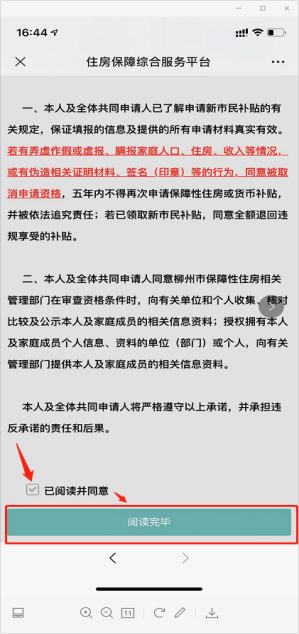 16:44
住房保障综合服务平台
一、本人及全体共同申请人已了解申请新市民补贴的有
关规定，保证填报的信息及提供的所有申请材料真实有效。
若有弄虚作假或虚报、瞒报家庭人口、住房、收入等情况，
或有伪造相关证明材料、签名（印章）等的行为，同意被取
消申请资格，五年内不得再次申请保障性住房或货币补贴，
并被依法追究责任；若已领取新市民补贴，同意全额退回违
规享受的补贴。
二、本人及全体共同申请人同意柳州市保障性住房相关
管理部门在审查资格条件时，向有关单位和个人收集、核对
比较及公示本人及家庭成员的相关信息资料；授权拥有本人
及家庭成员个人信息、资料的单位（部门）或个人，向有关
管理部门提供本人及家庭成员的相关信息资料。
本人及全体共同申请人将严格遵守以上承诺，并承担违
反承诺的责任和后果。
已阅读并同意
阅读完毕
1:1